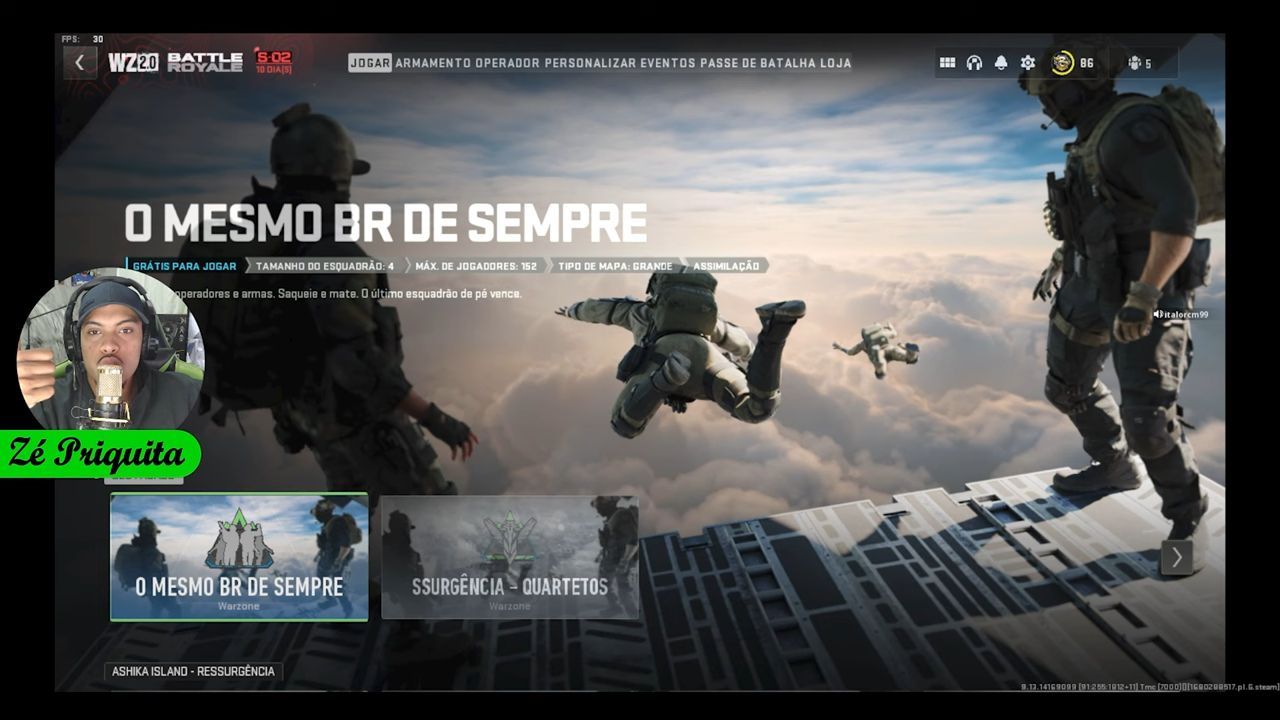 FPS: 30
WZ2.0 BATTLE ROYALE S-02 10 DIA(S)
JOGAR ARMAMENTO OPERADOR PERSONALIZAR EVENTOS PASSE DE BATALHA LOJA
86 5
O MESMO BR DE SEMPRE
GRÁTIS PARA JOGAR TAMANHO DO ESQUADRÃO: 4 MÁX. DE JOGADORES: 152 TIPO DE MAPA: GRANDE ASSIMILAÇÃO
operadores e armas. Saqueie e mate. O último esquadrão de pé vence.
italorcm99
Zé Priquita
O MESMO BR DE SEMPRE
Warzone
SSURGÊNCIA - QUARTETOS
Warzone
ASHIKA ISLAND - RESSURGÊNCIA